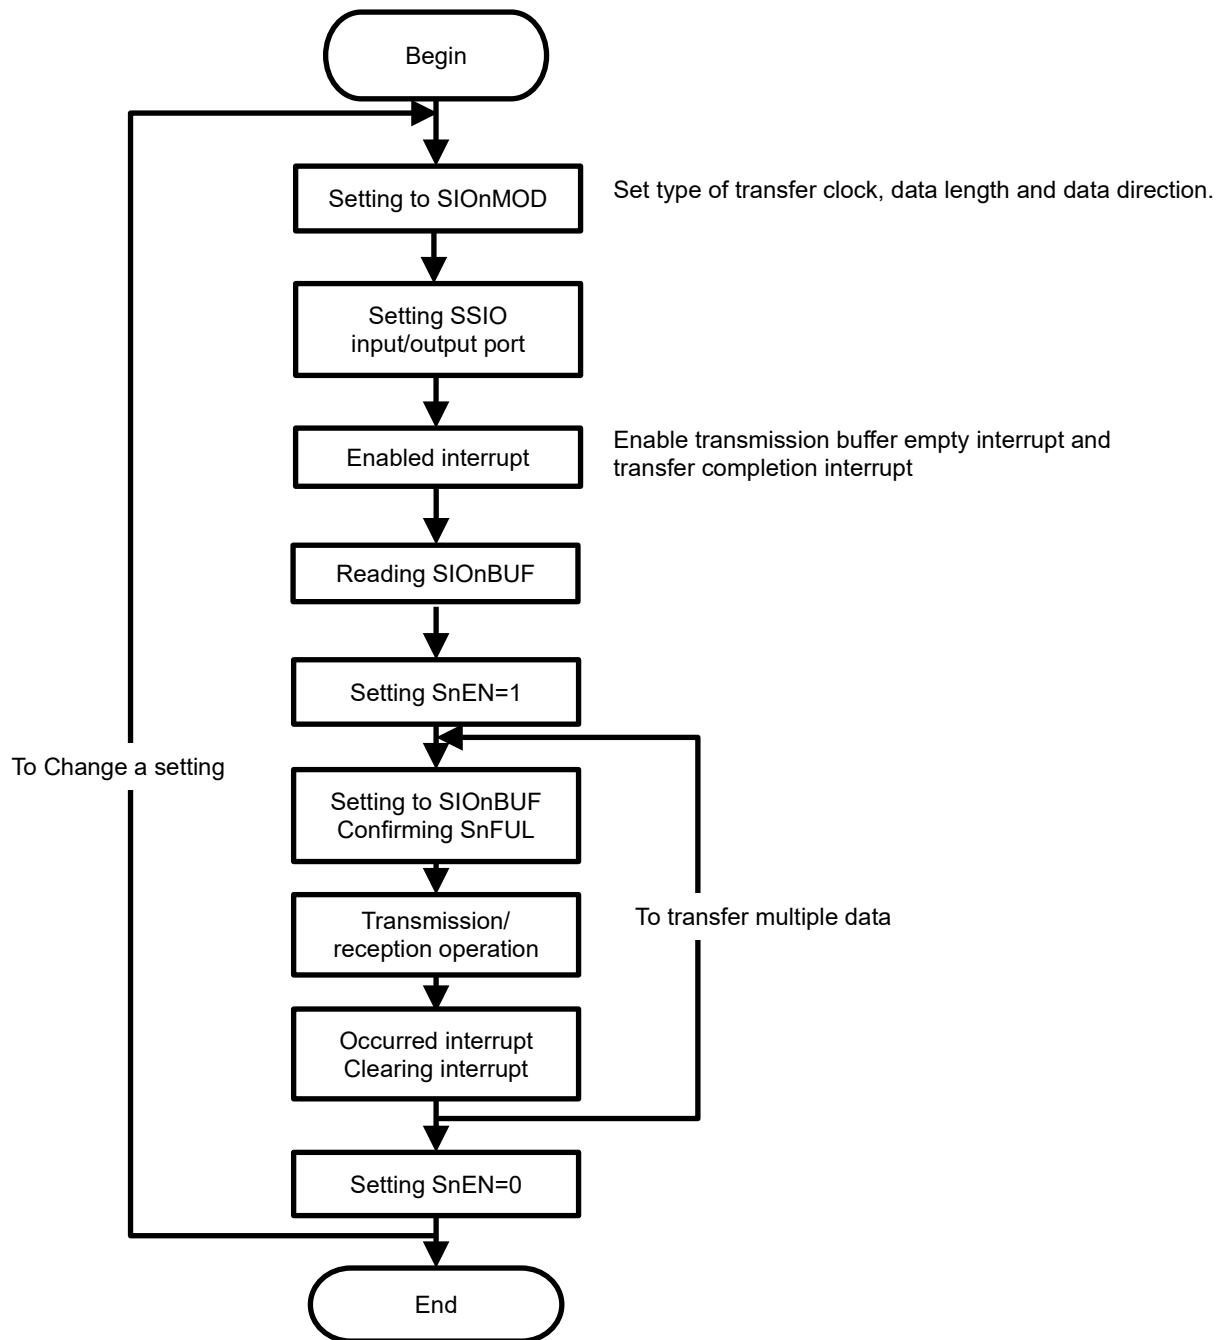 Begin
Setting to SIOnMOD
Set type of transfer clock, data length and data direction.
Setting SSIO
input/output port
Enabled interrupt
Enable transmission buffer empty interrupt and
transfer completion interrupt
Reading SIOnBUF
Setting SnEN=1
To Change a setting
Setting to SIOnBUF
Confirming SnFUL
Transmission/
reception operation
To transfer multiple data
Occurred interrupt
Clearing interrupt
Setting SnEN=0
End